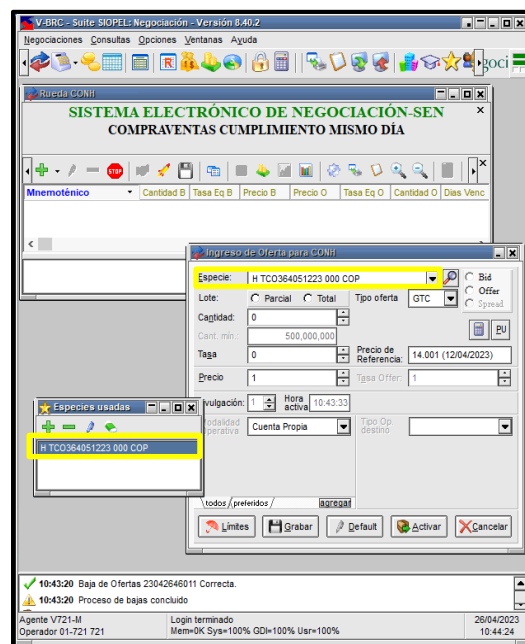 V-BRC - Suite SIOPEL: Negociación - Versión 8.40.2
Negociaciones Consultas Opciones Ventanas Ayuda
goci
Rueda CONH
SISTEMA ELECTRÓNICO DE NEGOCIACIÓN-SEN
COMPRAVENTAS CUMPLIMIENTO MISMO DÍA
STOP
Mnemoténico Cantidad B Tasa Eq B Precio B Precio O Tasa Eq O Cantidad O Dias Venc
Ingreso de Oferta para CONH
Especie: H TCO364051223 000 COP Bid
Offer
Spread
Lote: Parcial Total Tipo oferta GTC
Cantidad: 0
Cant. mín.: 500,000,000 PU
Tasa 0 Precio de Referencia: 14.001 (12/04/2023)
Precio 1 Tasa Offer: 1
ivulgación: 1 Hora activa 10:43:33
Modalidad operativa Cuenta Propia Tipo Op. destino
Especies usadas
H TCO364051223 000 COP
todos preferidos agregar
Límites Grabar Default Activar Cancelar
10:43:20 Baja de Ofertas 23042646011 Correcta.
10:43:20 Proceso de bajas concluido
Agente V721-M Login terminado 26/04/2023
Operador 01-721 721 Mem=0K Sys=100% GDI=100% Usr=100% 10:44:24